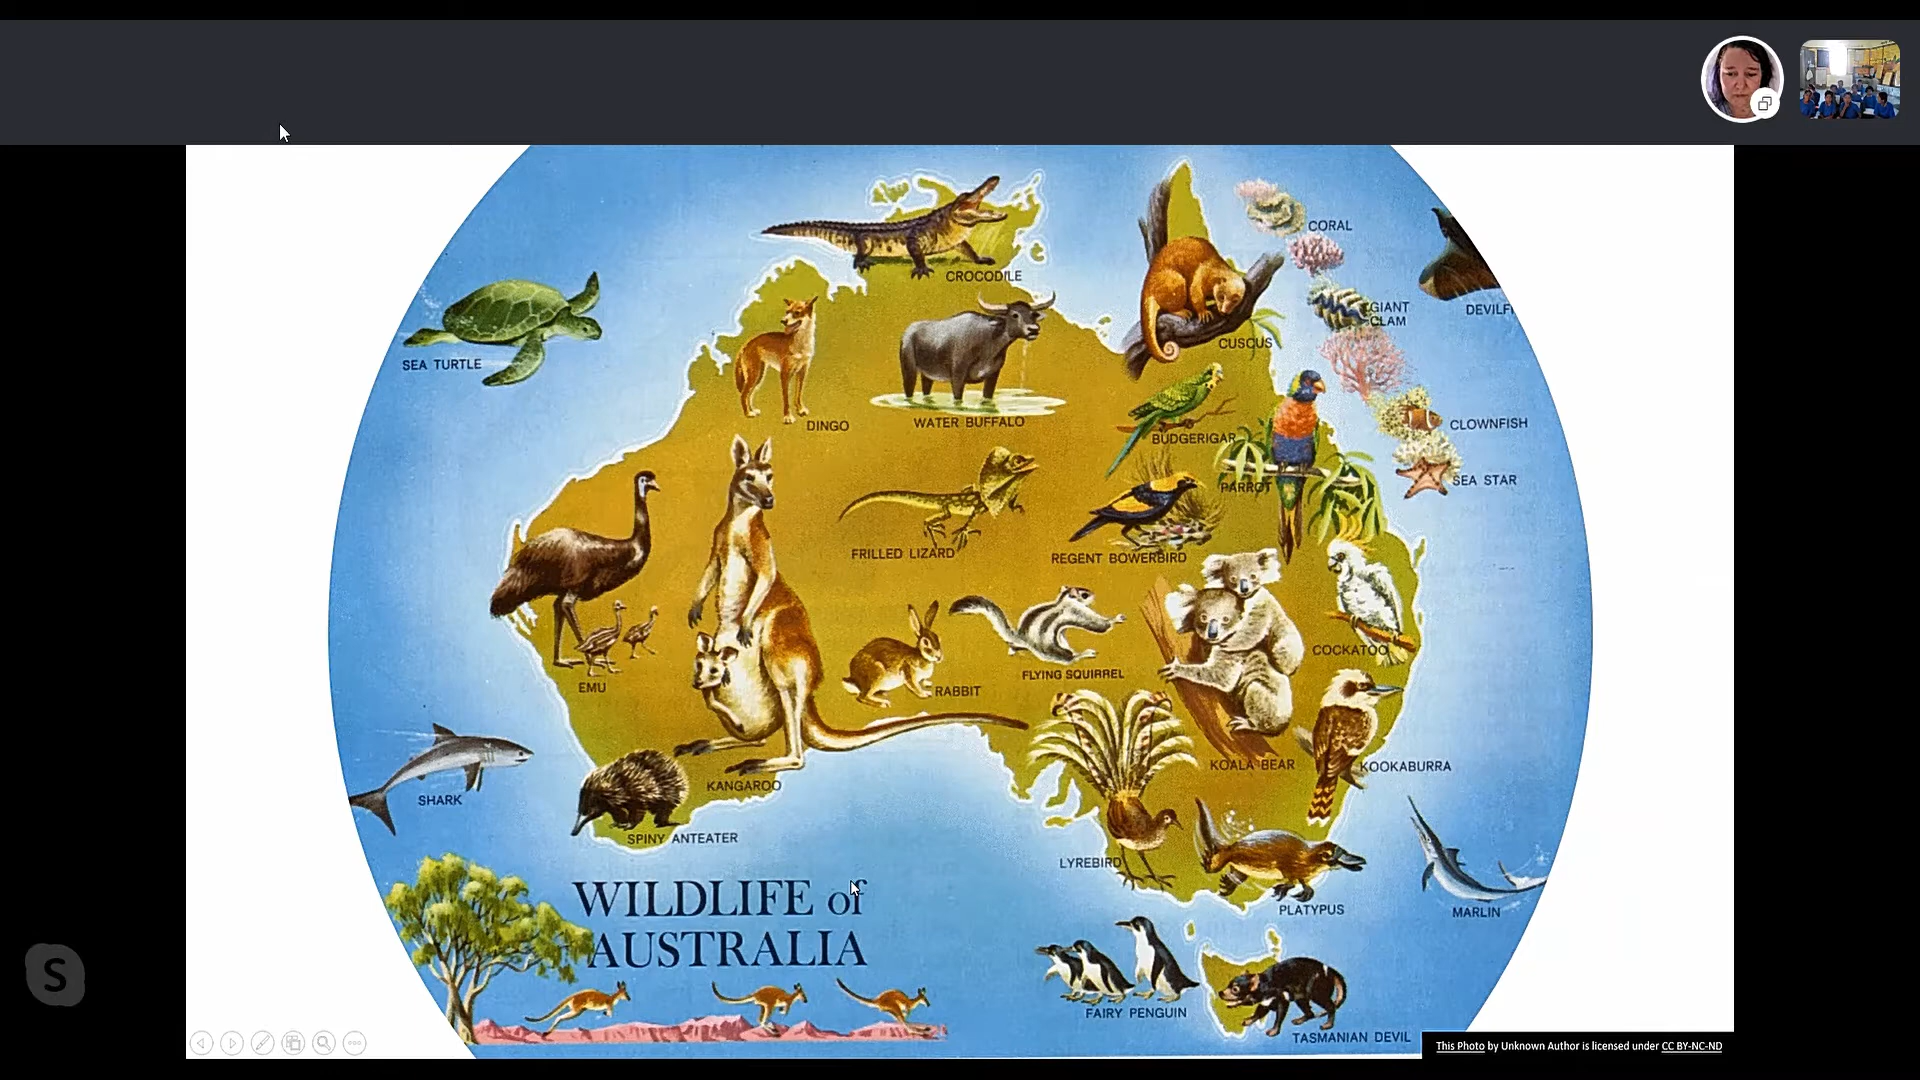 CORAL
CROCODILE
GIANT
CLAM
DEVILFI
CUSCUS
SEA TURTLE
DINGO
WATER BUFFALO
CLOWNFISH
BUDGERIGAR
PARROT
SEA STAR
FRILLED LIZARD
REGENT BOWERBIRD
COCKATOO
FLYING SQUIRREL
EMU
RABBIT
KOALA BEAR
KOOKABURRA
KANGAROO
SHARK
SPINY ANTEATER
LYREBIRD
PLATYPUS
MARLIN
WILDLIFE of
AUSTRALIA
S
FAIRY PENGUIN
TASMANIAN DEVIL
This Photo by Unknown Author is licensed under CC BY-NC-ND